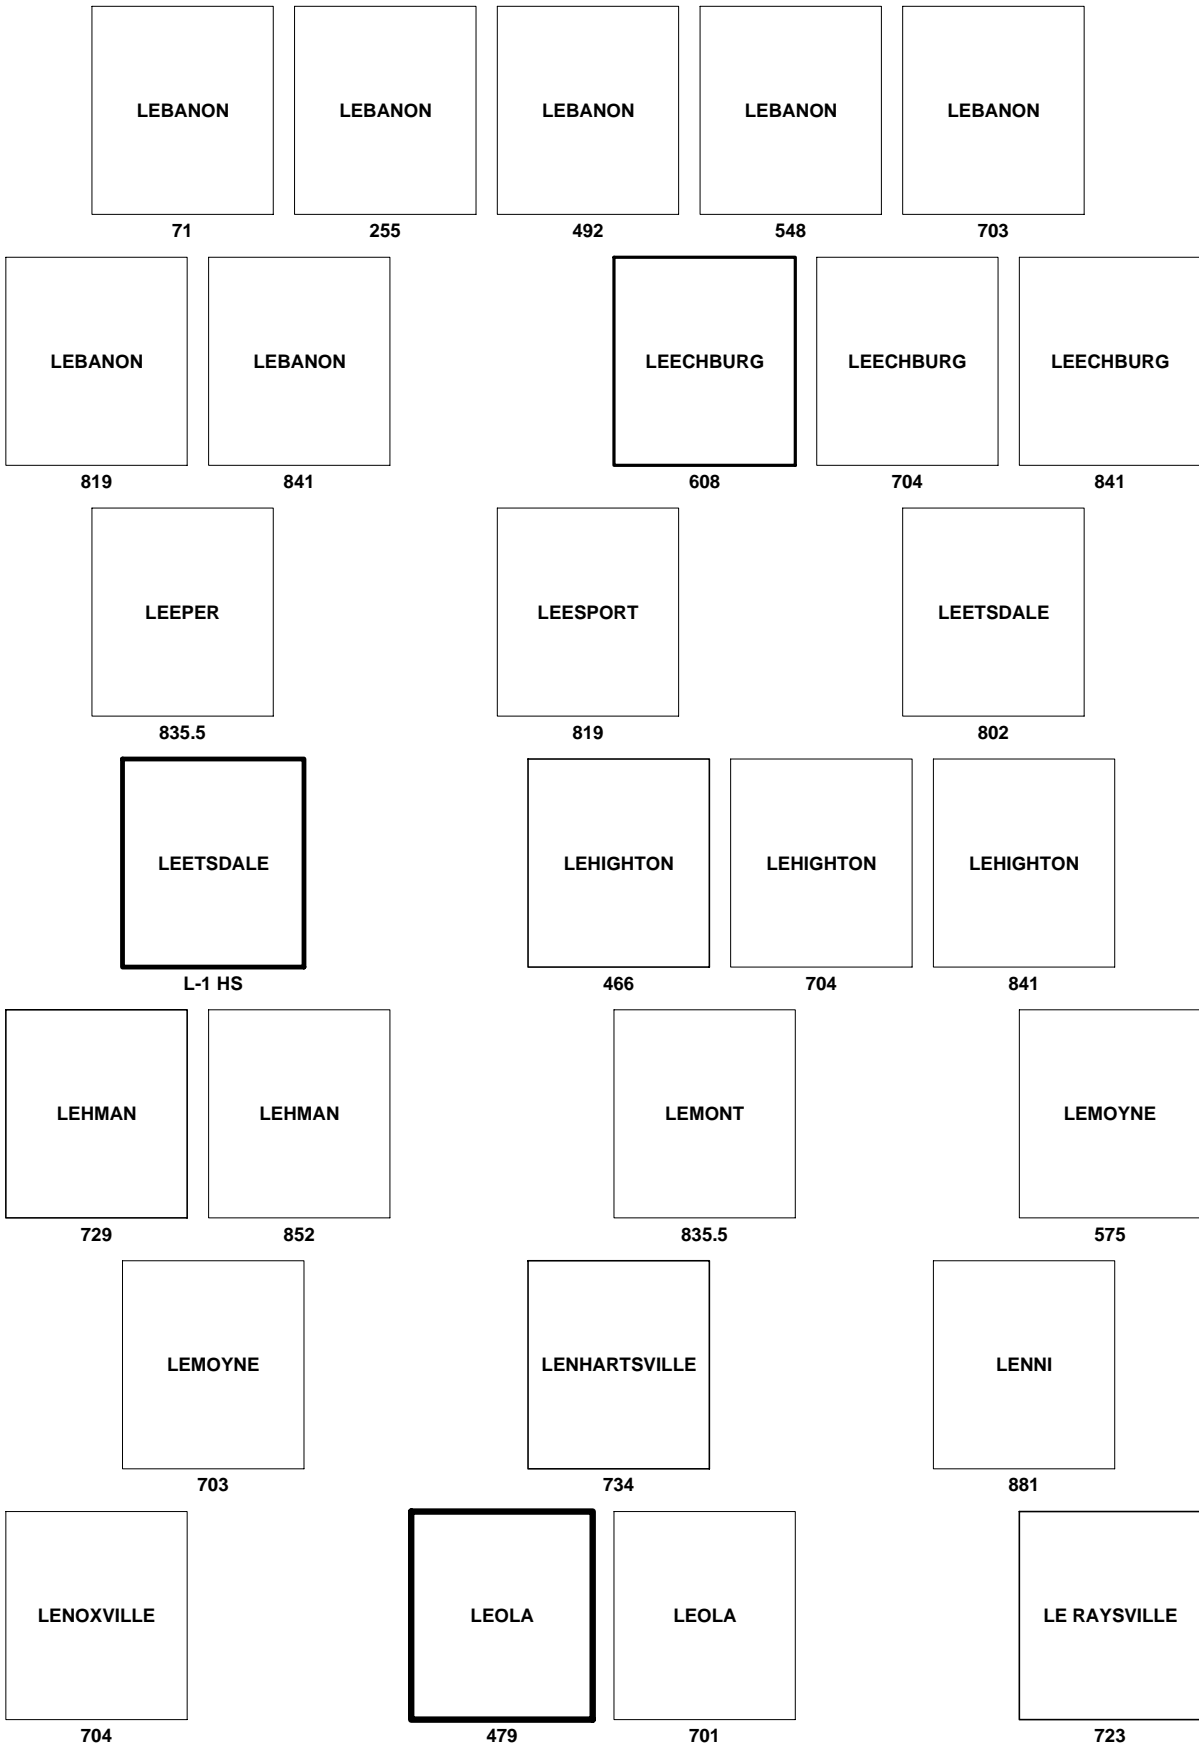 LEBANON LEBANON LEBANON LEBANON LEBANON
71 255 492 548 703
LEBANON LEBANON LEECHBURG LEECHBURG LEECHBURG
819 841 608 704 841
LEEPER LEESPORT LEETSDALE
835.5 819 802
LEETSDALE LEHIGHTON LEHIGHTON LEHIGHTON
L-1 HS 466 704 841
LEHMAN LEHMAN LEMONT LEMOYNE
729 852 835.5 575
LEMOYNE LENHARTSVILLE LENNI
703 734 881
LENOXVILLE LEOLA LEOLA LE RAYSVILLE
704 479 701 723